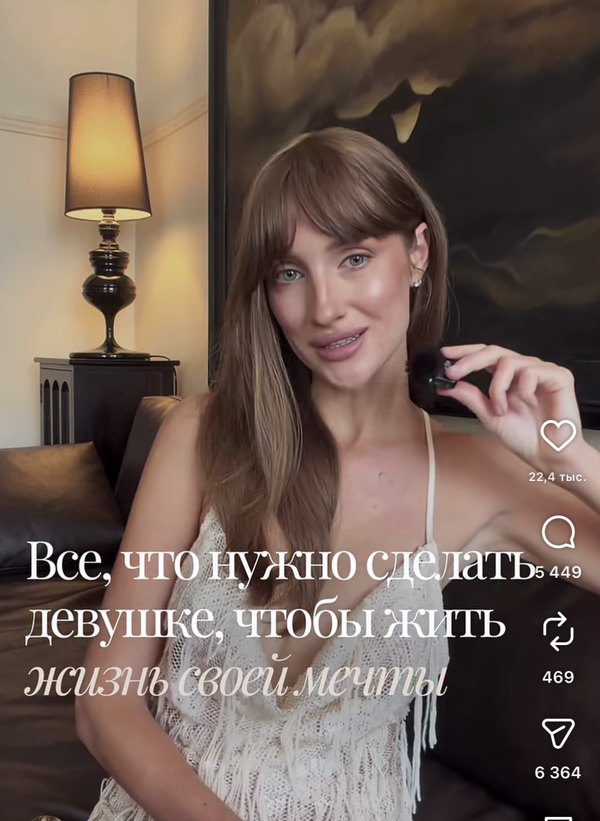 22,4 тыс.
Все, что нужно сделать
5 449
девушке, чтобы жить
469
жизнь своей мечты
6 364